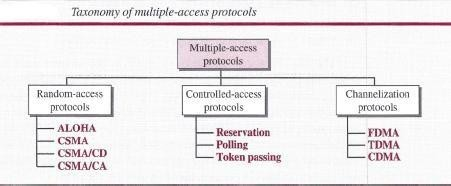 Taxonomy of multiple-access protocols
Multiple-access
protocols
Random-access
protocols
ALOHA
CSMA
CSMA/CD
CSMA/CA
Controlled-access
protocols
Reservation
Polling
Token passing
Channelization
protocols
FDMA
TDMA
CDMA